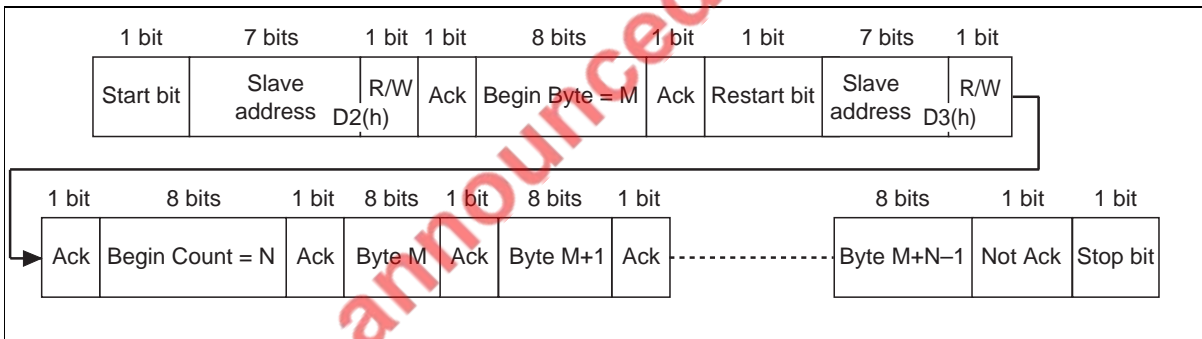 1 bit 7 bits 1 bit 1 bit 8 bits 1 bit 1 bit 7 bits 1 bit
Start bit Slave address D2(h) R/W Ack Begin Byte = M Ack Restart bit Slave address D3(h) R/W
1 bit 8 bits 1 bit 8 bits 1 bit 8 bits 1 bit 8 bits 1 bit 1 bit
Ack Begin Count = N Ack Byte M Ack Byte M+1 Ack Byte M+N–1 Not Ack Stop bit
announced